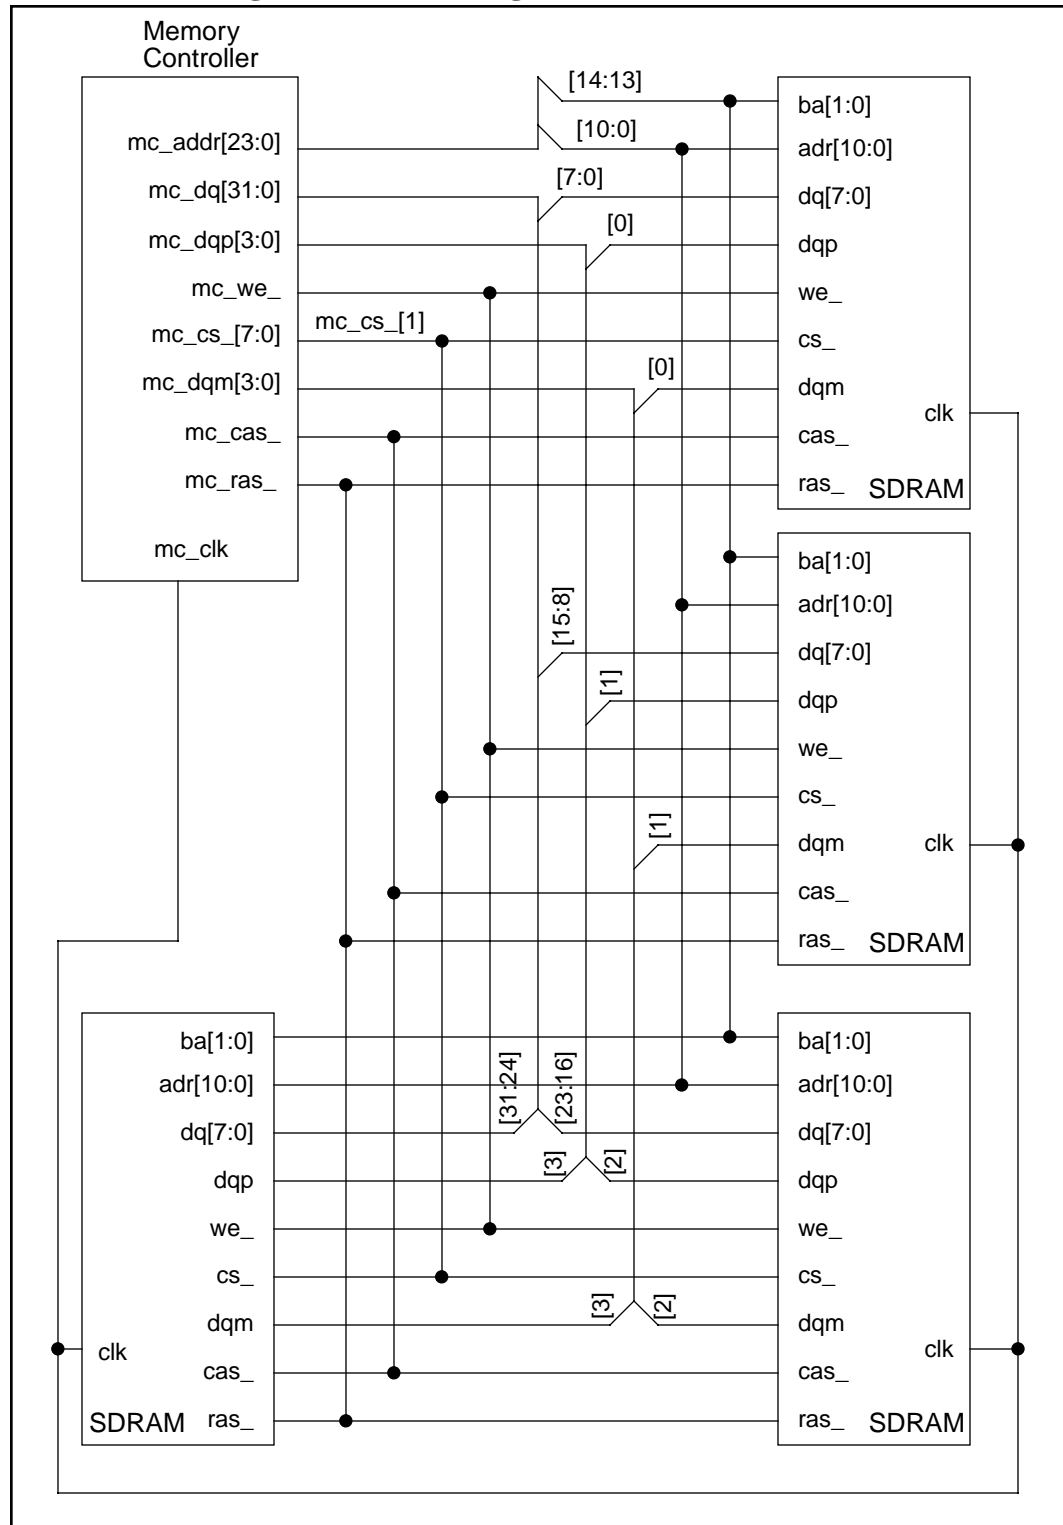 Memory
Controller
mc_addr[23:0]
mc_dq[31:0]
mc_dqp[3:0]
mc_we_
mc_cs_[7:0]
mc_dqm[3:0]
mc_cas_
mc_ras_
mc_clk
mc_cs_[1]
[14:13]
[10:0]
[7:0]
[0]
[0]
ba[1:0]
adr[10:0]
dq[7:0]
dqp
we_
cs_
dqm
clk
cas_
ras_ SDRAM
[15:8]
[1]
[1]
ba[1:0]
adr[10:0]
dq[7:0]
dqp
we_
cs_
dqm clk
cas_
ras_ SDRAM
ba[1:0]
adr[10:0]
dq[7:0]
dqp
we_
cs_
dqm
clk
cas_
SDRAM ras_
[31:24]
[23:16]
[3]
[2]
[3]
[2]
ba[1:0]
adr[10:0]
dq[7:0]
dqp
we_
cs_
dqm
clk
cas_
ras_ SDRAM